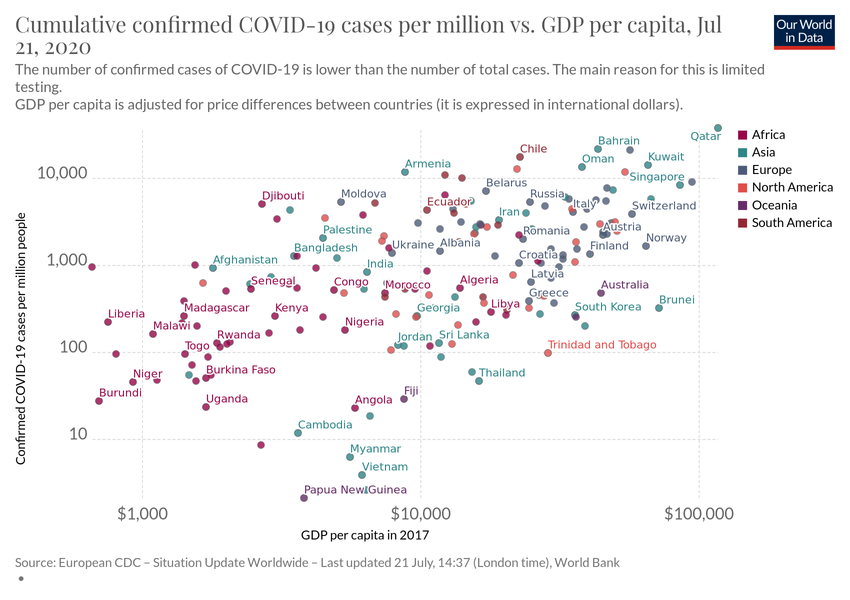 Cumulative confirmed COVID-19 cases per million vs. GDP per capita, Jul
21, 2020
Our World
in Data
The number of confirmed cases of COVID-19 is lower than the number of total cases. The main reason for this is limited
testing.
GDP per capita is adjusted for price differences between countries (it is expressed in international dollars).
Confirmed COVID-19 cases per million people
10,000
1,000
100
10
Qatar
Bahrain
Chile
Kuwait
Oman
Armenia
Singapore
Belarus
Djibouti
Moldova
Russia
Ecuador
Italy
Switzerland
Iran
Palestine
Romania
Austria
Bangladesh
Ukraine
Albania
Finland
Norway
Afghanistan
India
Croatia
Senegal
Congo
Morocco
Algeria
Latvia
Australia
Greece
Madagascar
Kenya
Georgia
Libya
South Korea
Brunei
Liberia
Malawi
Nigeria
Rwanda
Jordan
Sri Lanka
Togo
Trinidad and Tobago
Niger
Burkina Faso
Thailand
Burundi
Uganda
Angola
Fiji
Cambodia
Myanmar
Vietnam
Papua New Guinea
$1,000
$10,000
$100,000
GDP per capita in 2017
Africa
Asia
Europe
North America
Oceania
South America
Source: European CDC – Situation Update Worldwide – Last updated 21 July, 14:37 (London time), World Bank